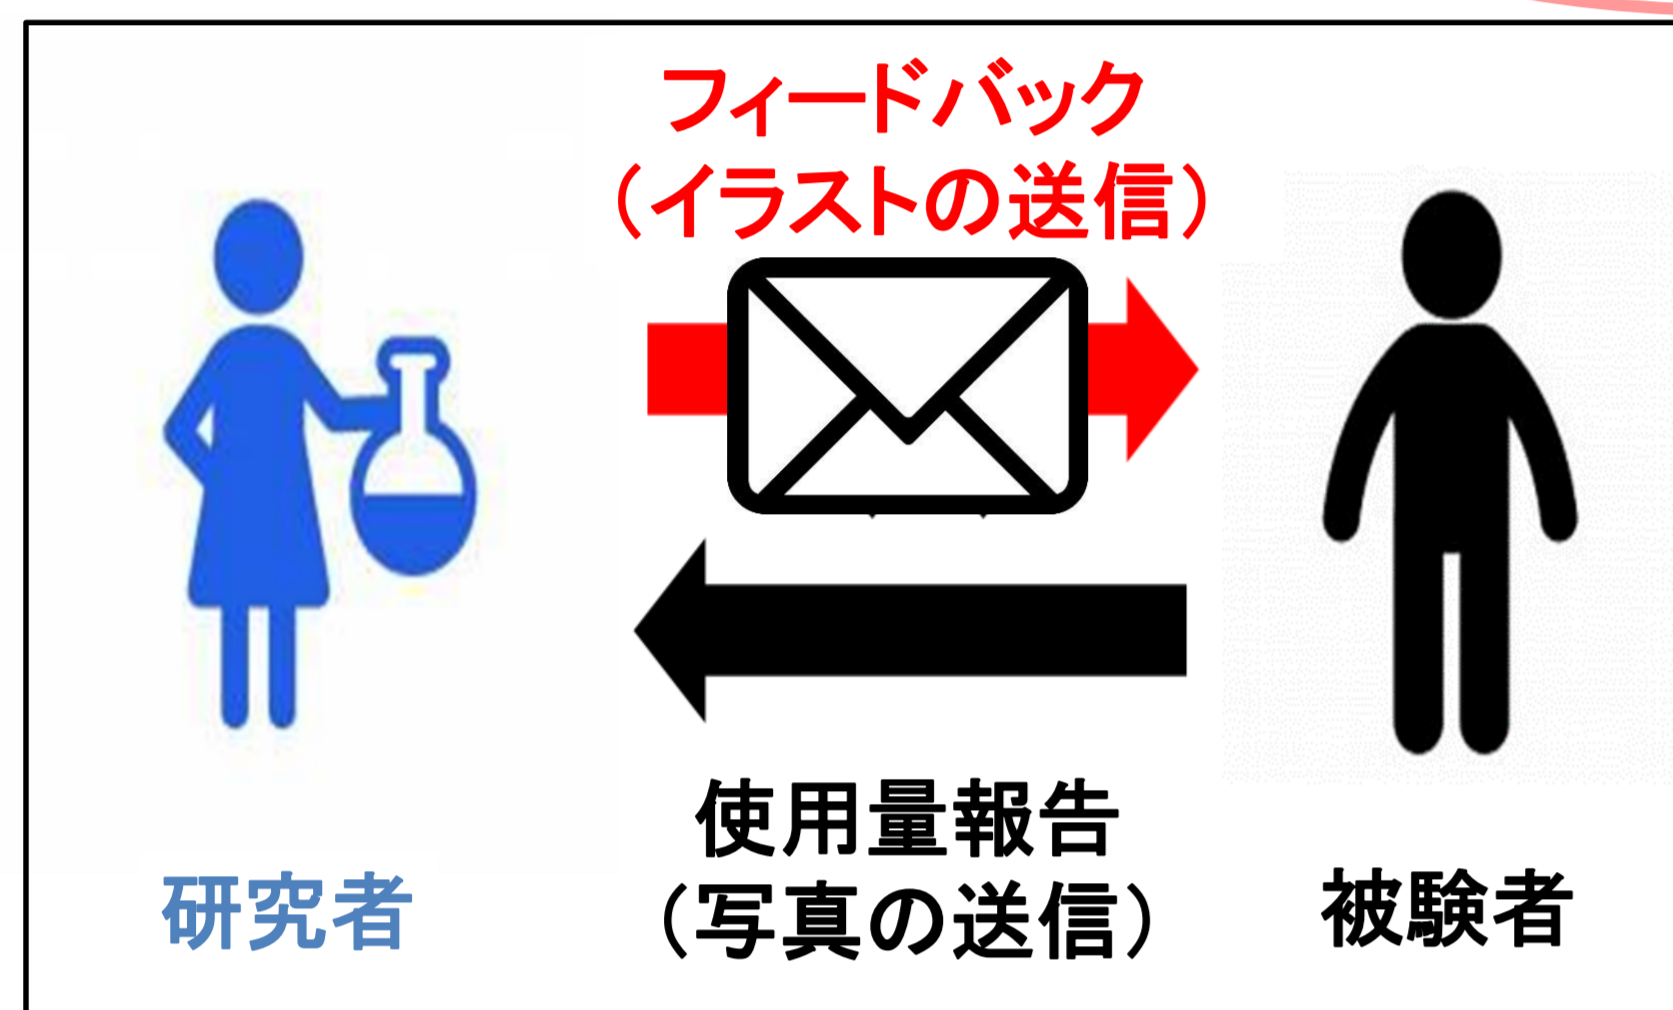 フィードバック
（イラストの送信）
使用量報告
（写真の送信）
研究者
被験者